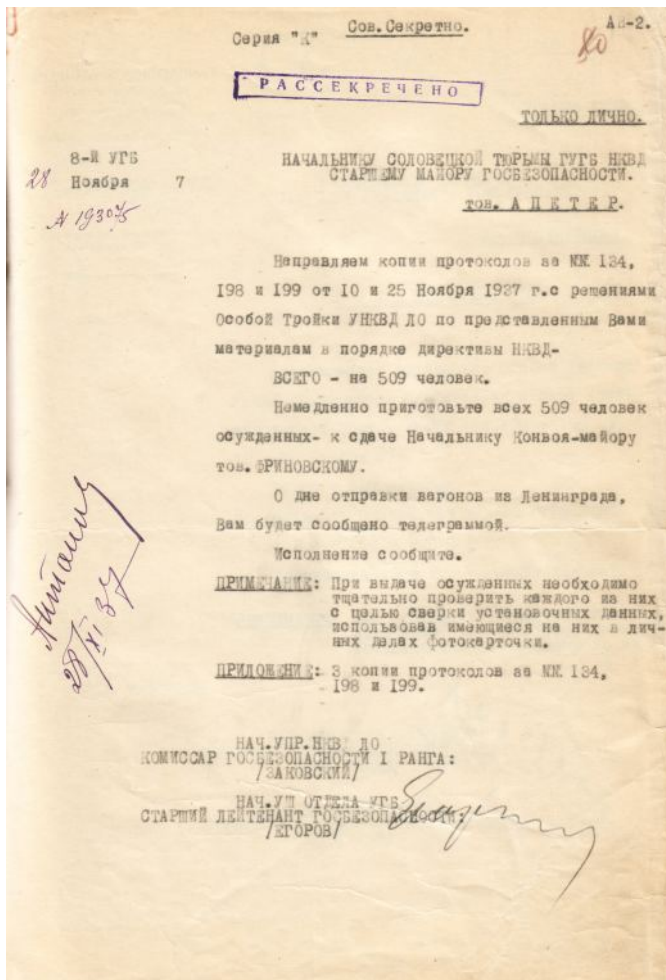 Сов.Секретно.
Серия "К"
Ав-2.
80
РАССЕКРЕЧЕНО
ТОЛЬКО ЛИЧНО.
8-Й УГБ
28 Ноября 7
№ 193075
НАЧАЛЬНИКУ СОЛОВЕЦКОЙ ТЮРЬМЫ ГУГБ НКВД
СТАРШЕМУ МАЙОРУ ГОСБЕЗОПАСНОСТИ.
тов. А П Е Т Е Р.
Направляем копии протоколов за №№ 134,
198 и 199 от 10 и 25 Ноября 1937 г.с решениями
Особой Тройки УНКВД ЛО по представленным Вами
материалам в порядке директивы НКВД-
ВСЕГО - на 509 человек.
Немедленно приготовьте всех 509 человек
осужденных- к сдаче Начальнику Конвоя-майору
тов. ФРИНОВСКОМУ.
О дне отправки вагонов из Ленинграда,
Вам будет сообщено телеграммой.
Исполнение сообщите.
ПРИМЕЧАНИЕ: При выдаче осужденных необходимо
тщательно проверить каждого из них
с целью сверки установочных данных,
использовав имеющиеся на них в лич-
ных делах фотокарточки.
ПРИЛОЖЕНИЕ: 3 копии протоколов за №№ 134,
198 и 199.
28/XI 37
НАЧ.УПР.НКВД ЛО
КОМИССАР ГОСБЕЗОПАСНОСТИ I РАНГА:
/ЗАКОВСКИЙ/
НАЧ.УШ ОТДЕЛА УГБ
СТАРШИЙ ЛЕЙТЕНАНТ ГОСБЕЗОПАСНОСТИ:
/ЕГОРОВ/